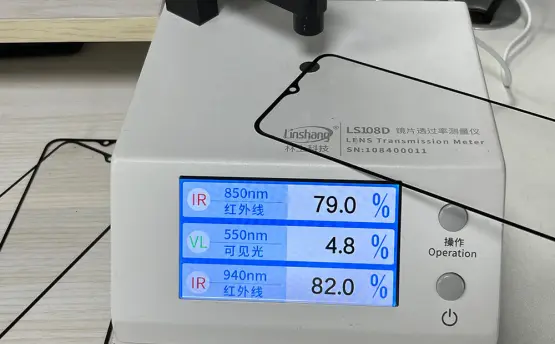 Linshang
林上科技
LS108D 镜片透过率测量仪
LENS Transmission Meter
SN:108400011
IR 850nm 红外线 79.0 %
VL 550nm 可见光 4.8 %
IR 940nm 红外线 82.0 %
操作
Operation